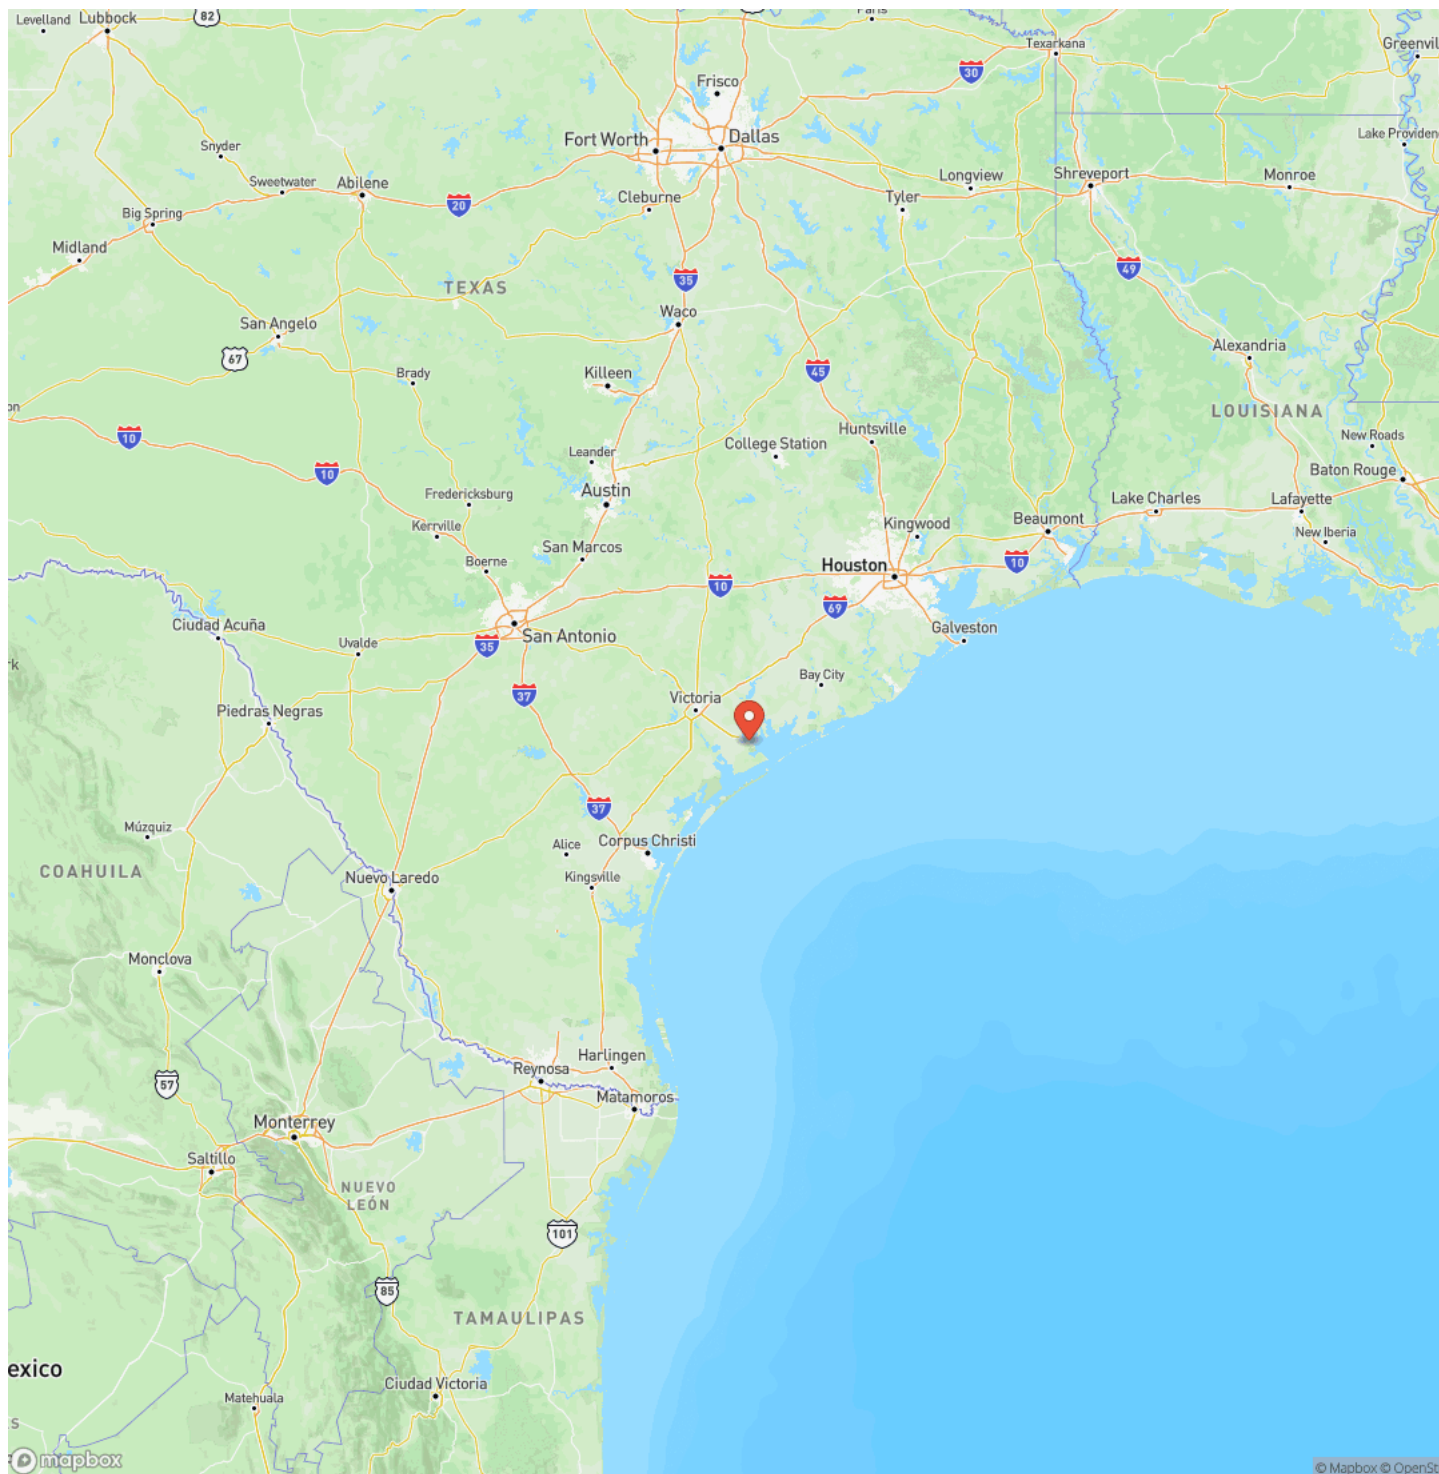 Levelland
Lubbock
82
Paris
Texarkana
Greenvil
30
Frisco
Fort Worth
Dallas
Lake Providenc
Snyder
Sweetwater
Abilene
Longview
Shreveport
Monroe
20
Cleburne
Tyler
Big Spring
Midland
49
35
TEXAS
Waco
San Angelo
67
Alexandria
Brady
Killeen
45
on
LOUISIANA
10
Huntsville
College Station
New Roads
Leander
10
Baton Rouge
Fredericksburg
Austin
Lake Charles
Lafayette
Kerrville
Kingwood
Beaumont
New Iberia
San Marcos
Boerne
Houston
10
10
69
Ciudad Acuña
San Antonio
Galveston
Uvalde
35
rk
Bay City
37
Victoria
Piedras Negras
37
Múzquiz
Alice
Corpus Christi
COAHUILA
Nuevo Laredo
Kingsville
Monclova
Harlingen
Reynosa
57
Matamoros
Monterrey
Saltillo
NUEVO
LEÓN
101
85
TAMAULIPAS
exico
Ciudad Victoria
Matehuala
s
mapbox
© Mapbox © OpenSt